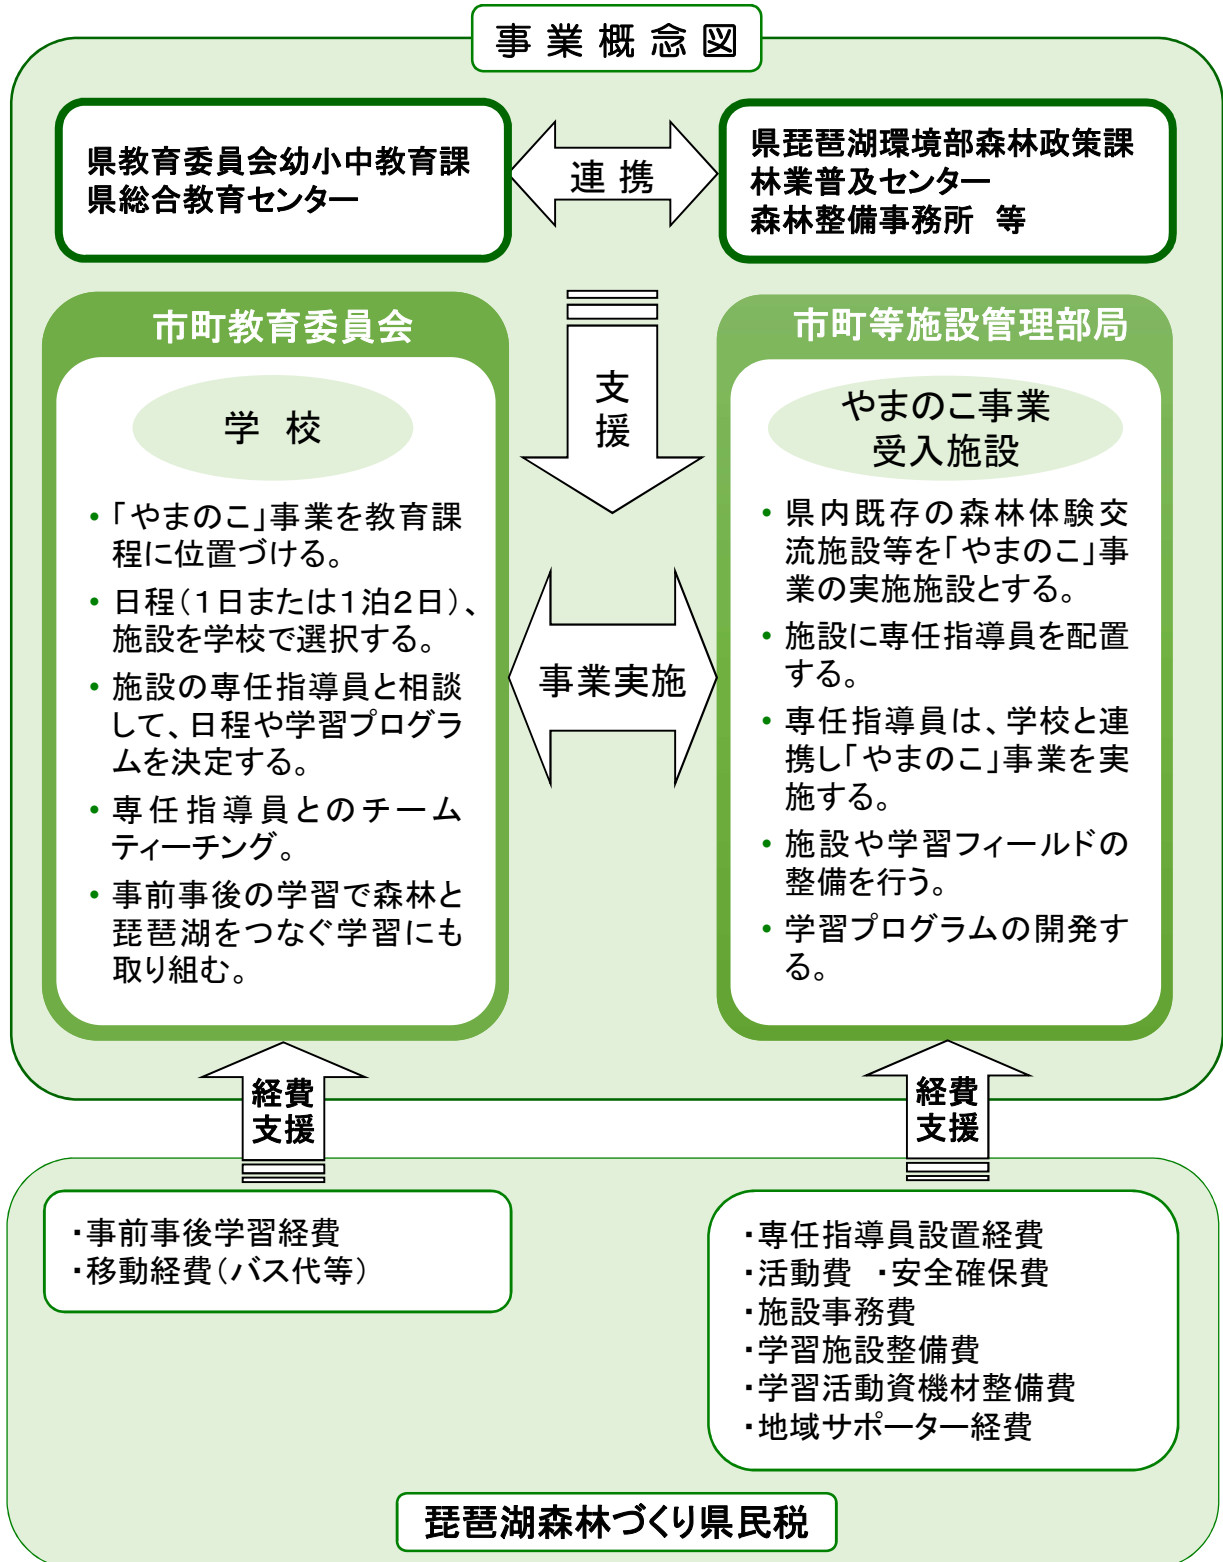 事業概念図
県教育委員会幼小中教育課
県総合教育センター
連携
県琵琶湖環境部森林政策課
林業普及センター
森林整備事務所　等
支
援
市町教育委員会
学　校
・「やまのこ」事業を教育課
程に位置づける。
・日程（１日または１泊２日）、
施設を学校で選択する。
・施設の専任指導員と相談
して、日程や学習プログラ
ムを決定する。
・専任指導員とのチーム
ティーチング。
・事前事後の学習で森林と
琵琶湖をつなぐ学習にも
取り組む。
事業実施
市町等施設管理部局
やまのこ事業
受入施設
・県内既存の森林体験交
流施設等を「やまのこ」事
業の実施施設とする。
・施設に専任指導員を配置
する。
・専任指導員は、学校と連
携し「やまのこ」事業を実
施する。
・施設や学習フィールドの
整備を行う。
・学習プログラムの開発す
る。
経費
支援
経費
支援
・事前事後学習経費
・移動経費（バス代等）
・専任指導員設置経費
・活動費　・安全確保費
・施設事務費
・学習施設整備費
・学習活動資機材整備費
・地域サポーター経費
琵琶湖森林づくり県民税